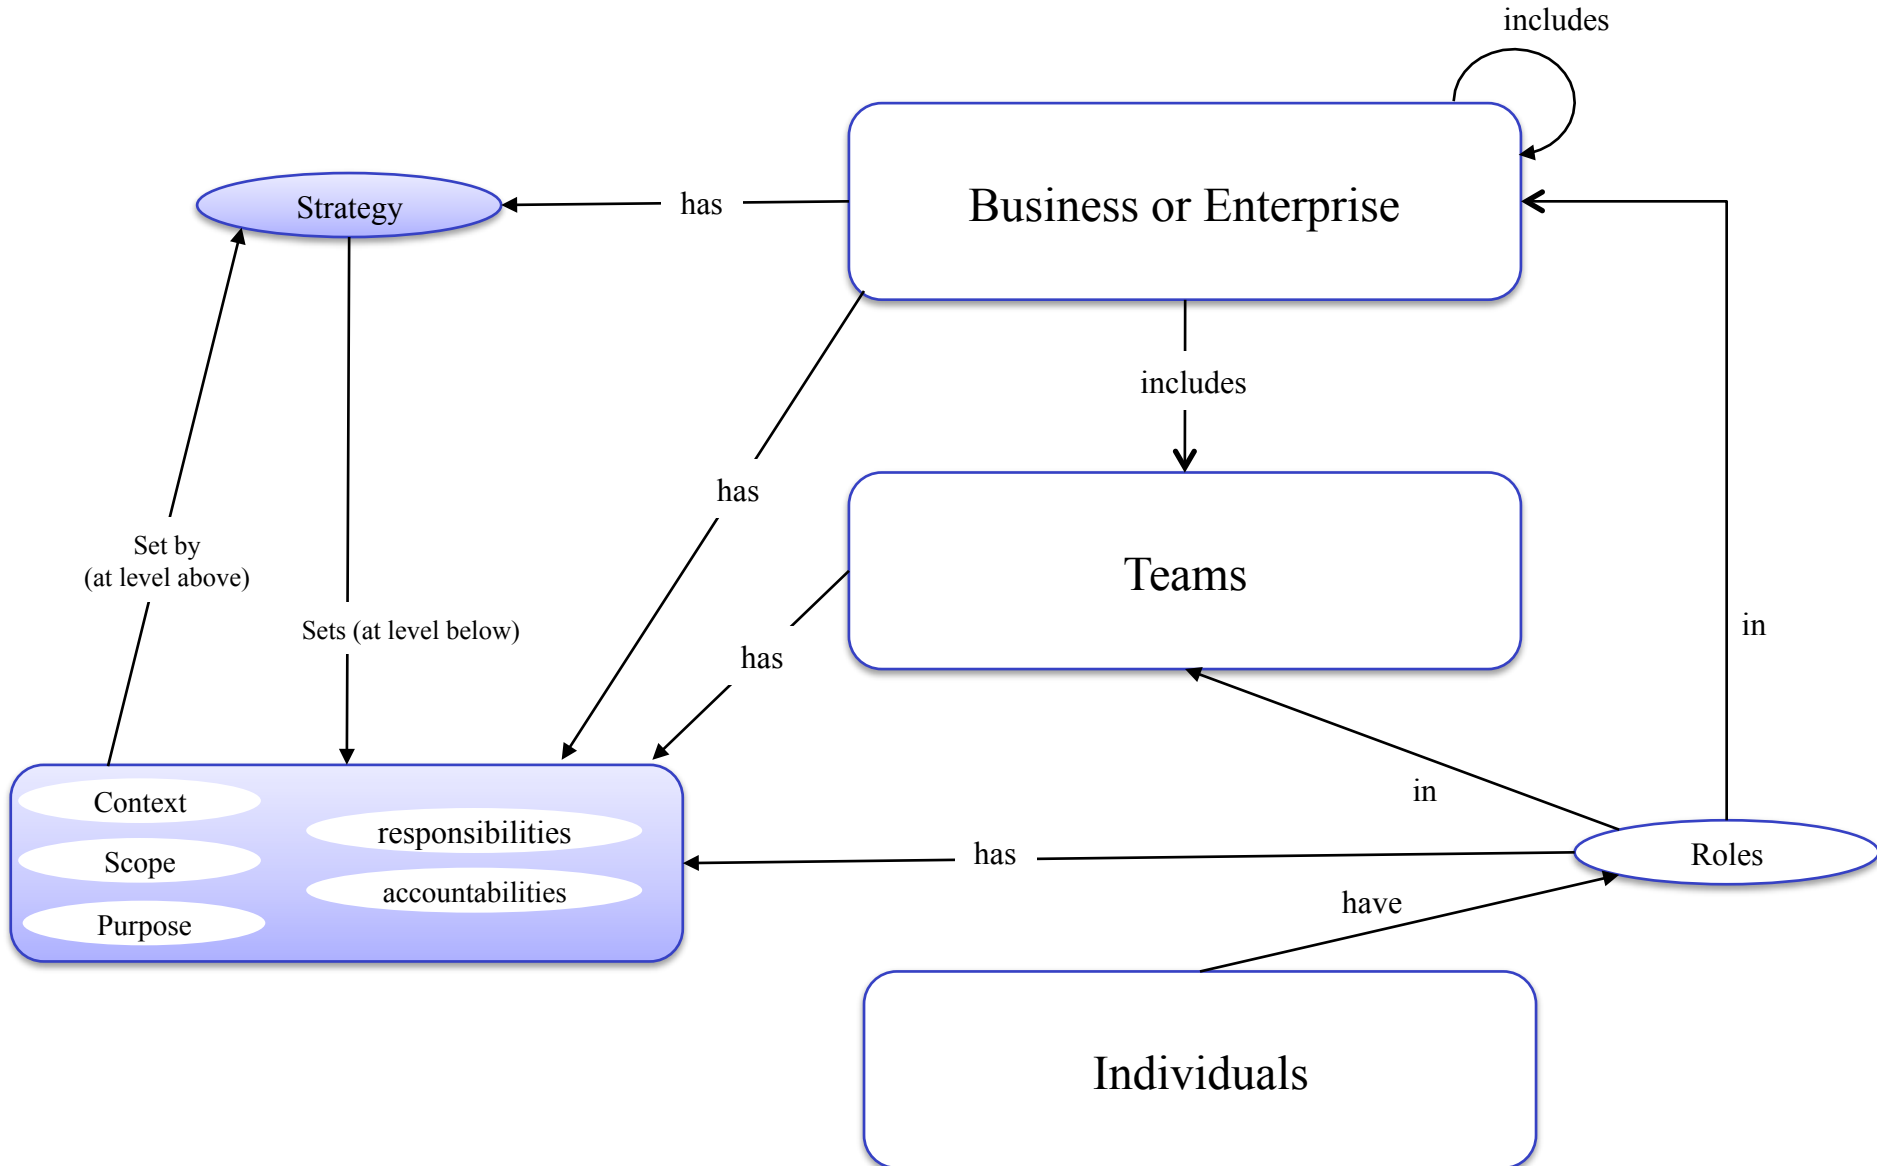 includes
Business or Enterprise
Strategy
has
includes
has
Set by
(at level above)
Teams
Sets (at level below)
in
has
in
Context
responsibilities
Scope
has
Roles
accountabilities
have
Purpose
Individuals